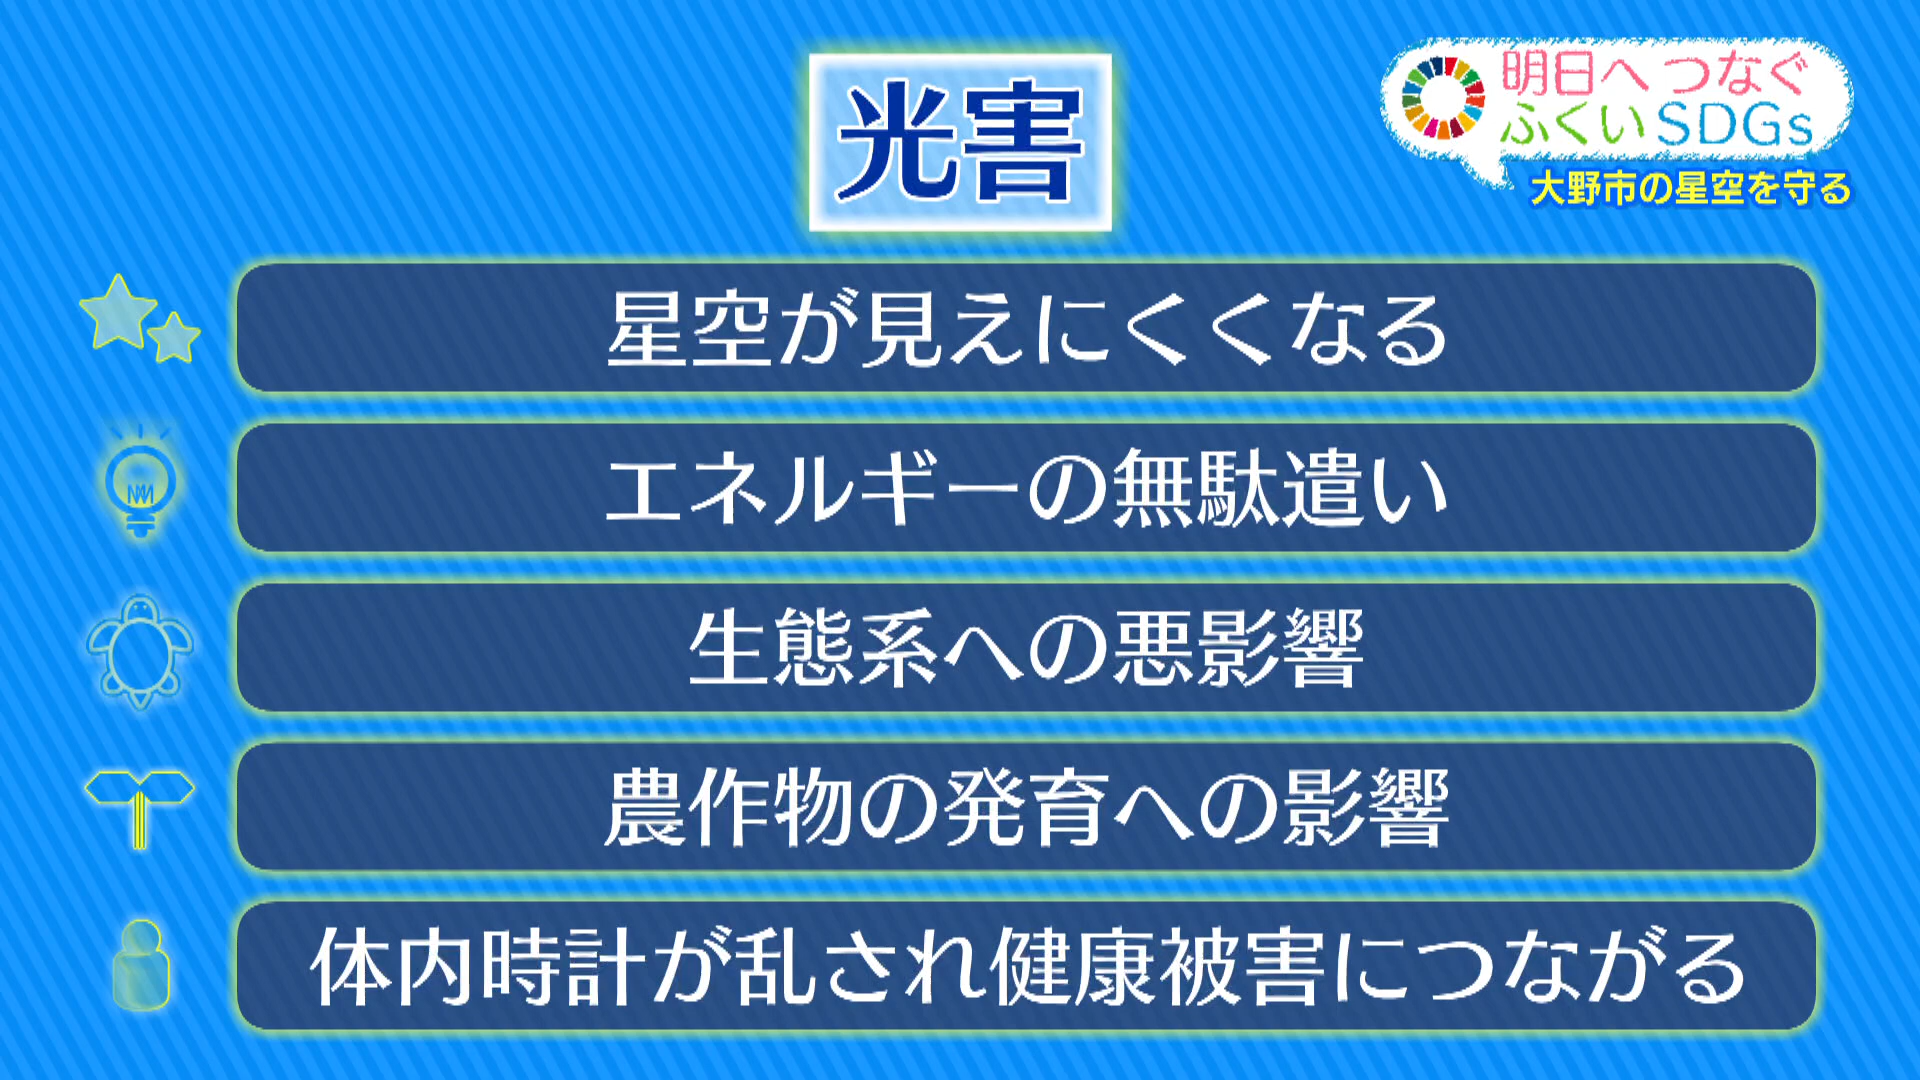 光害
明日へつなぐ
ふくいSDGs
大野市の星空を守る
星空が見えにくくなる
エネルギーの無駄遣い
生態系への悪影響
農作物の発育への影響
体内時計が乱され健康被害につながる